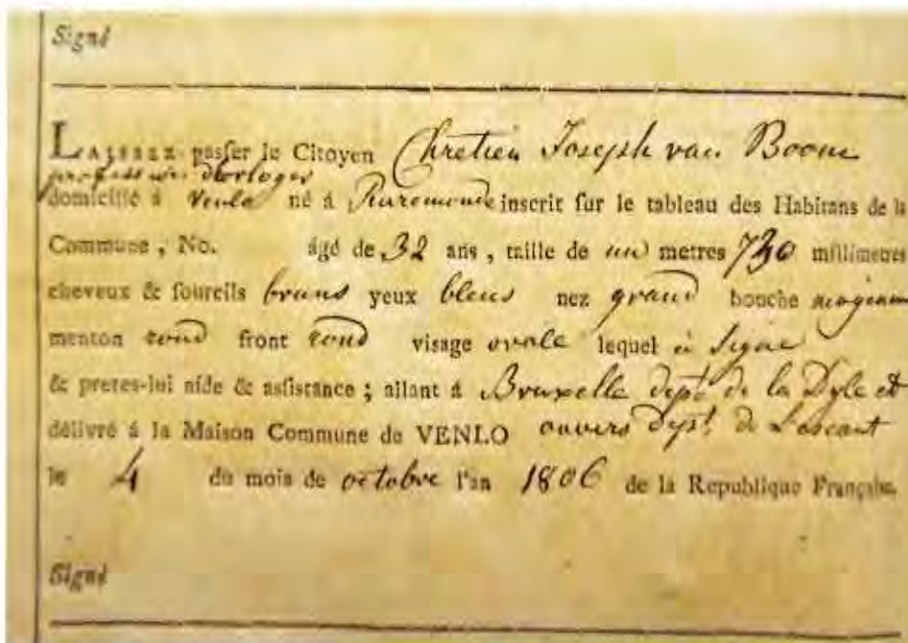 Signé
LAISSEZ passer le Citoyen Chretien Joseph van Boom
profession d'horloger
domicilié á Venlo né á Ruremonde inscrit sur le tableau des Habitans de la
Commune, No. ágé de 32 ans, taille de un metres 730 millimetres
cheveux & sourcils bruns yeux bleus nez grand bouche moyenne
menton rond front rond visage ovale lequel à signé
& pretes-lui aide & assistance; allant á Bruxelle dept. de la Dyle et
délivré á la Maison Commune de VENLO anvers dept. de L'escaut
le 4 du mois de octobre l'an 1806 de la Republique Française.
Signé